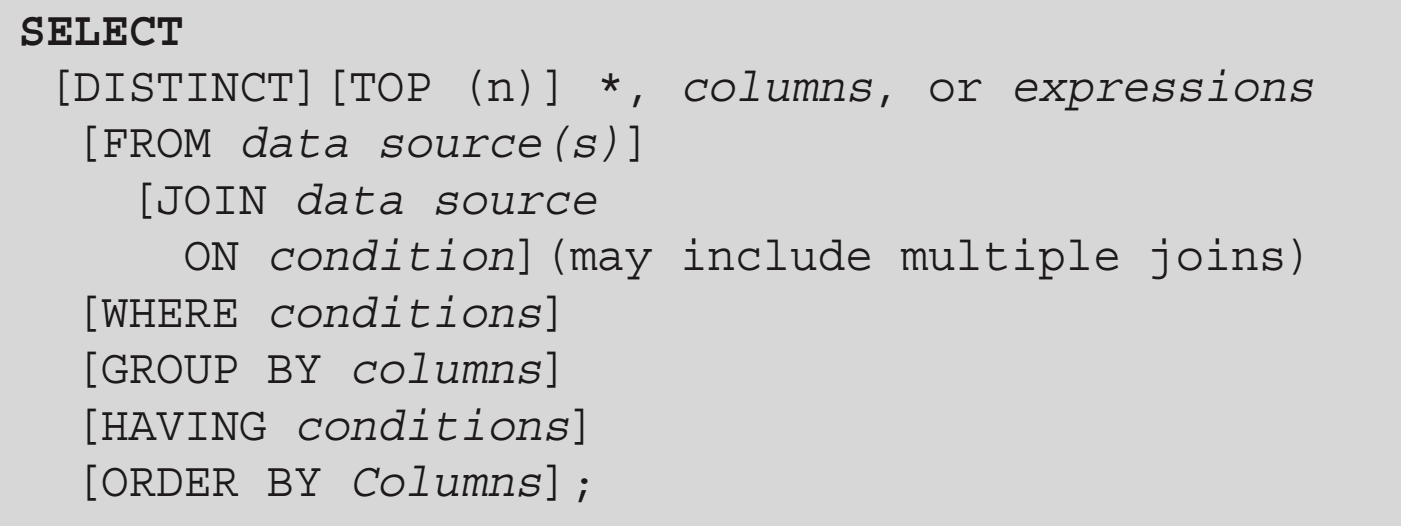 SELECT
[DISTINCT][TOP (n)] *, columns, or expressions
[FROM data source(s)]
[JOIN data source
ON condition](may include multiple joins)
[WHERE conditions]
[GROUP BY columns]
[HAVING conditions]
[ORDER BY Columns];